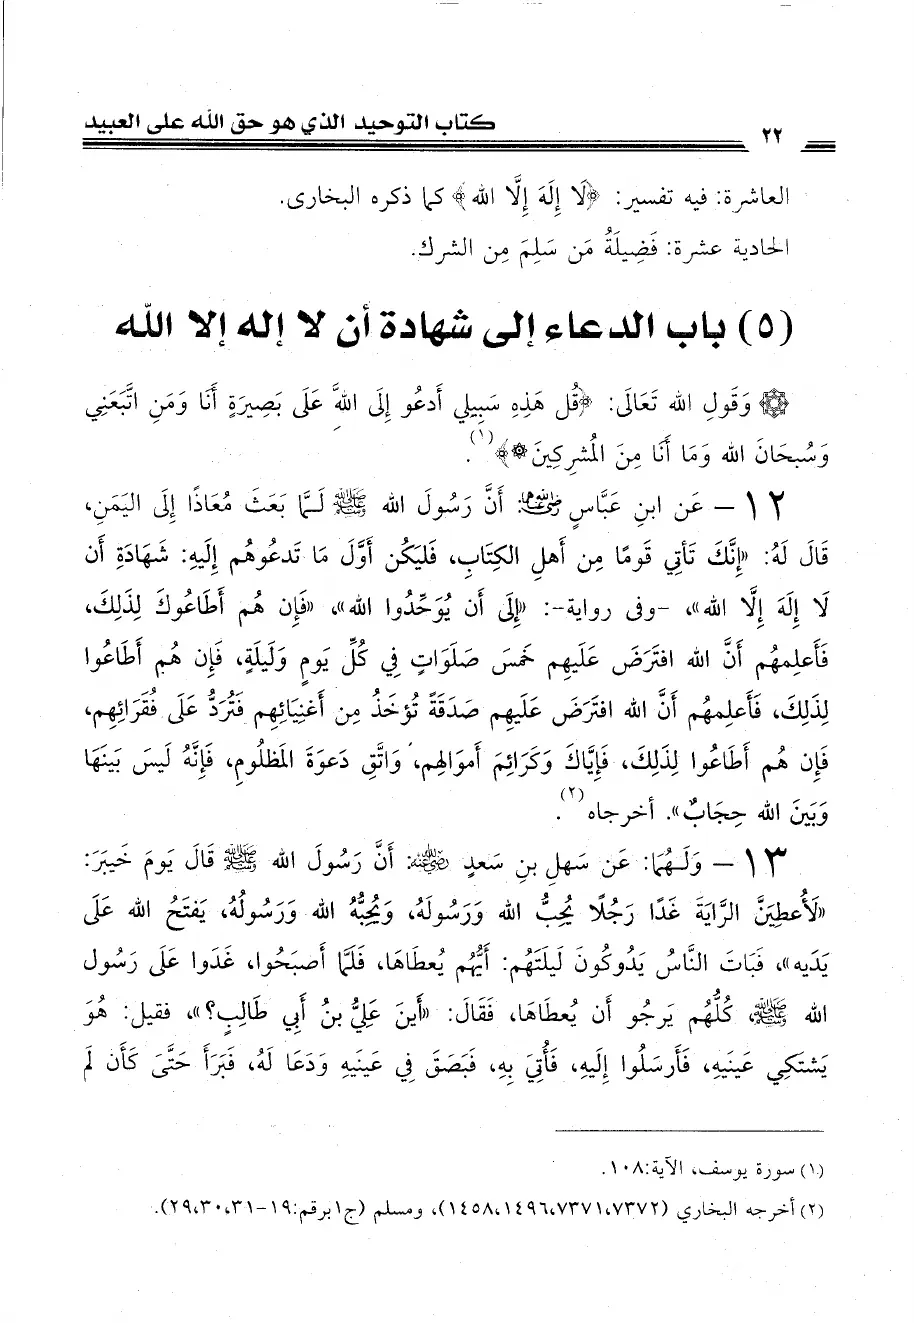 ٢٢ كتاب التوحيد الذي هو حق الله على العبيد
العاشرة: فيه تفسير: ﴿لَا إِلَهَ إِلَّا الله﴾ كما ذكره البخارى.
الحادية عشرة: فَضِيلَةُ مَن سَلِمَ مِن الشرك.
(٥) باب الدعاء إلى شهادة أن لا إله إلا الله
۞ وَقَولِ الله تَعَالَى: ﴿قُل هَذِهِ سَبِيلِي أَدعُو إِلَى اللهَّ عَلَى بَصِيرَةٍ أَنَا وَمَنِ اتَّبَعَنِي
وَسُبحَانَ الله وَمَا أَنَا مِنَ الْمُشرِكِينَ۞﴾(١).
١٢ – عَن ابنِ عَبَّاسٍ رضي الله عنهما: أَنَّ رَسُولَ الله ﷺ لَـمَّا بَعَثَ مُعَاذًا إِلَى اليَمَنِ،
قَالَ لَهُ: «إِنَّكَ تَأتِي قَومًا مِن أَهلِ الكِتَابِ، فَليَكُن أَوَّلَ مَا تَدعُوهُم إِلَيهِ: شَهَادَةِ أَن
لَا إِلَهَ إِلَّا الله»، -وفى رواية-: «إِلَى أَن يُوَحِّدُوا الله»، «فَإِن هُم أَطَاعُوكَ لِذَلِكَ،
فَأَعلِمهُم أَنَّ الله افتَرَضَ عَلَيهِم خَمسَ صَلَوَاتٍ فِي كُلِّ يَومٍ وَلَيلَةٍ، فَإِن هُم أَطَاعُوا
لِذَلِكَ، فَأَعلِمهُم أَنَّ الله افتَرَضَ عَلَيهِم صَدَقَةً تُؤخَذُ مِن أَغنِيَائِهِم فَتُرَدُّ عَلَى فُقَرَائِهِم،
فَإِن هُم أَطَاعُوا لِذَلِكَ، فَإِيَّاكَ وَكَرَائِمَ أَموَالِهِم، وَاتَّقِ دَعوَةَ المَظلُومِ، فَإِنَّهُ لَيسَ بَينَهَا
وَبَينَ الله حِجَابٌ». أخرجاه(٢).
١٣ – وَلَـهُمَا: عَن سَهلِ بنِ سَعدٍ رضي الله عنه: أَنَّ رَسُولَ الله ﷺ قَالَ يَومَ خَيبَرَ:
«لَأُعطِيَنَّ الرَّايَةَ غَدًا رَجُلًا يُحِبُّ الله وَرَسُولَهُ، وَيُحِبُّهُ الله وَرَسُولُهُ، يَفتَحُ الله عَلَى
يَدَيه»، فَبَاتَ النَّاسُ يَدُوكُونَ لَيلَتَهُم: أَيُّهُم يُعطَاهَا، فَلَمَّا أَصبَحُوا، غَدَوا عَلَى رَسُول
الله ﷺ، كُلُّهُم يَرجُو أَن يُعطَاهَا، فَقَالَ: «أَينَ عَلِيُّ بنُ أَبِي طَالِبٍ؟»، فقيل: هُوَ
يَشتَكِي عَينَيهِ، فَأَرسَلُوا إِلَيهِ، فَأُتِيَ بِهِ، فَبَصَقَ فِي عَينَيهِ وَدَعَا لَهُ، فَبَرَأَ حَتَّى كَأَن لَم
(١) سورة يوسف، الآية:١٠٨.
(٢) أخرجه البخاري (١٤٥٨،١٤٩٦،٧٣٧١،٧٣٧٢)، ومسلم (ج١برقم:١٩-٢٩،٣٠،٣١).